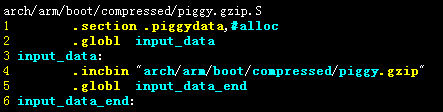 arch/arm/boot/compressed/piggy.gzip.S
1 .section .piggydata,#alloc
2 .globl input_data
3 input_data:
4 .incbin "arch/arm/boot/compressed/piggy.gzip"
5 .globl input_data_end
6 input_data_end: